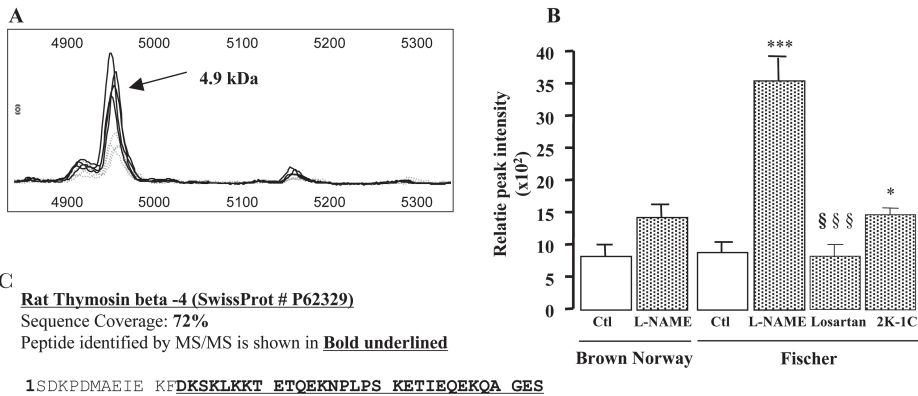 A
4900 5000 5100 5200 5300
4.9 kDa
4900 5000 5100 5200 5300
B
Relatie peak intensity
(x10²)
40
35
30
25
20
15
10
5
0
***
§§§
*
Ctl L-NAME Ctl L-NAME Losartan 2K-1C
Brown Norway Fischer
C
Rat Thymosin beta -4 (SwissProt # P62329)
Sequence Coverage: 72%
Peptide identified by MS/MS is shown in Bold underlined
1SDKPDMAEIE KFDKSKLKKT ETQEKNPLPS KETIEQEKQA GES